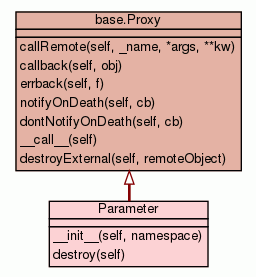 base.Proxy
callRemote(self, _name, *args, **kw)
callback(self, obj)
errback(self, f)
notifyOnDeath(self, cb)
dontNotifyOnDeath(self, cb)
__call__(self)
destroyExternal(self, remoteObject)
Parameter
__init__(self, namespace)
destroy(self)